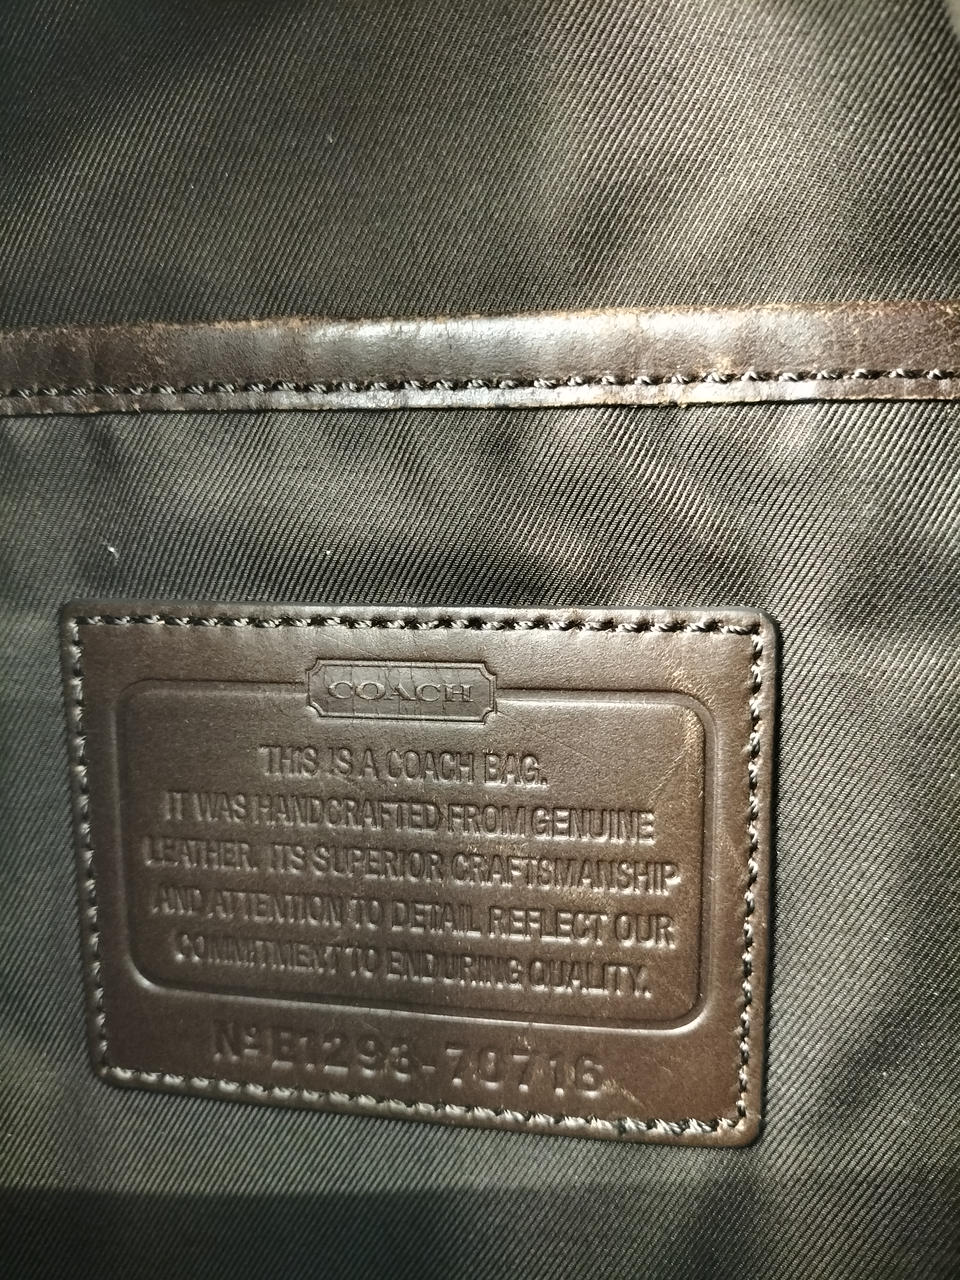 COACH
THIS IS A COACH BAG.
IT WAS HANDCRAFTED FROM GENUINE
LEATHER. ITS SUPERIOR CRAFTSMANSHIP
AND ATTENTION TO DETAIL REFLECT OUR
COMMITMENT TO ENDURING QUALITY.
Nº E1293-70716